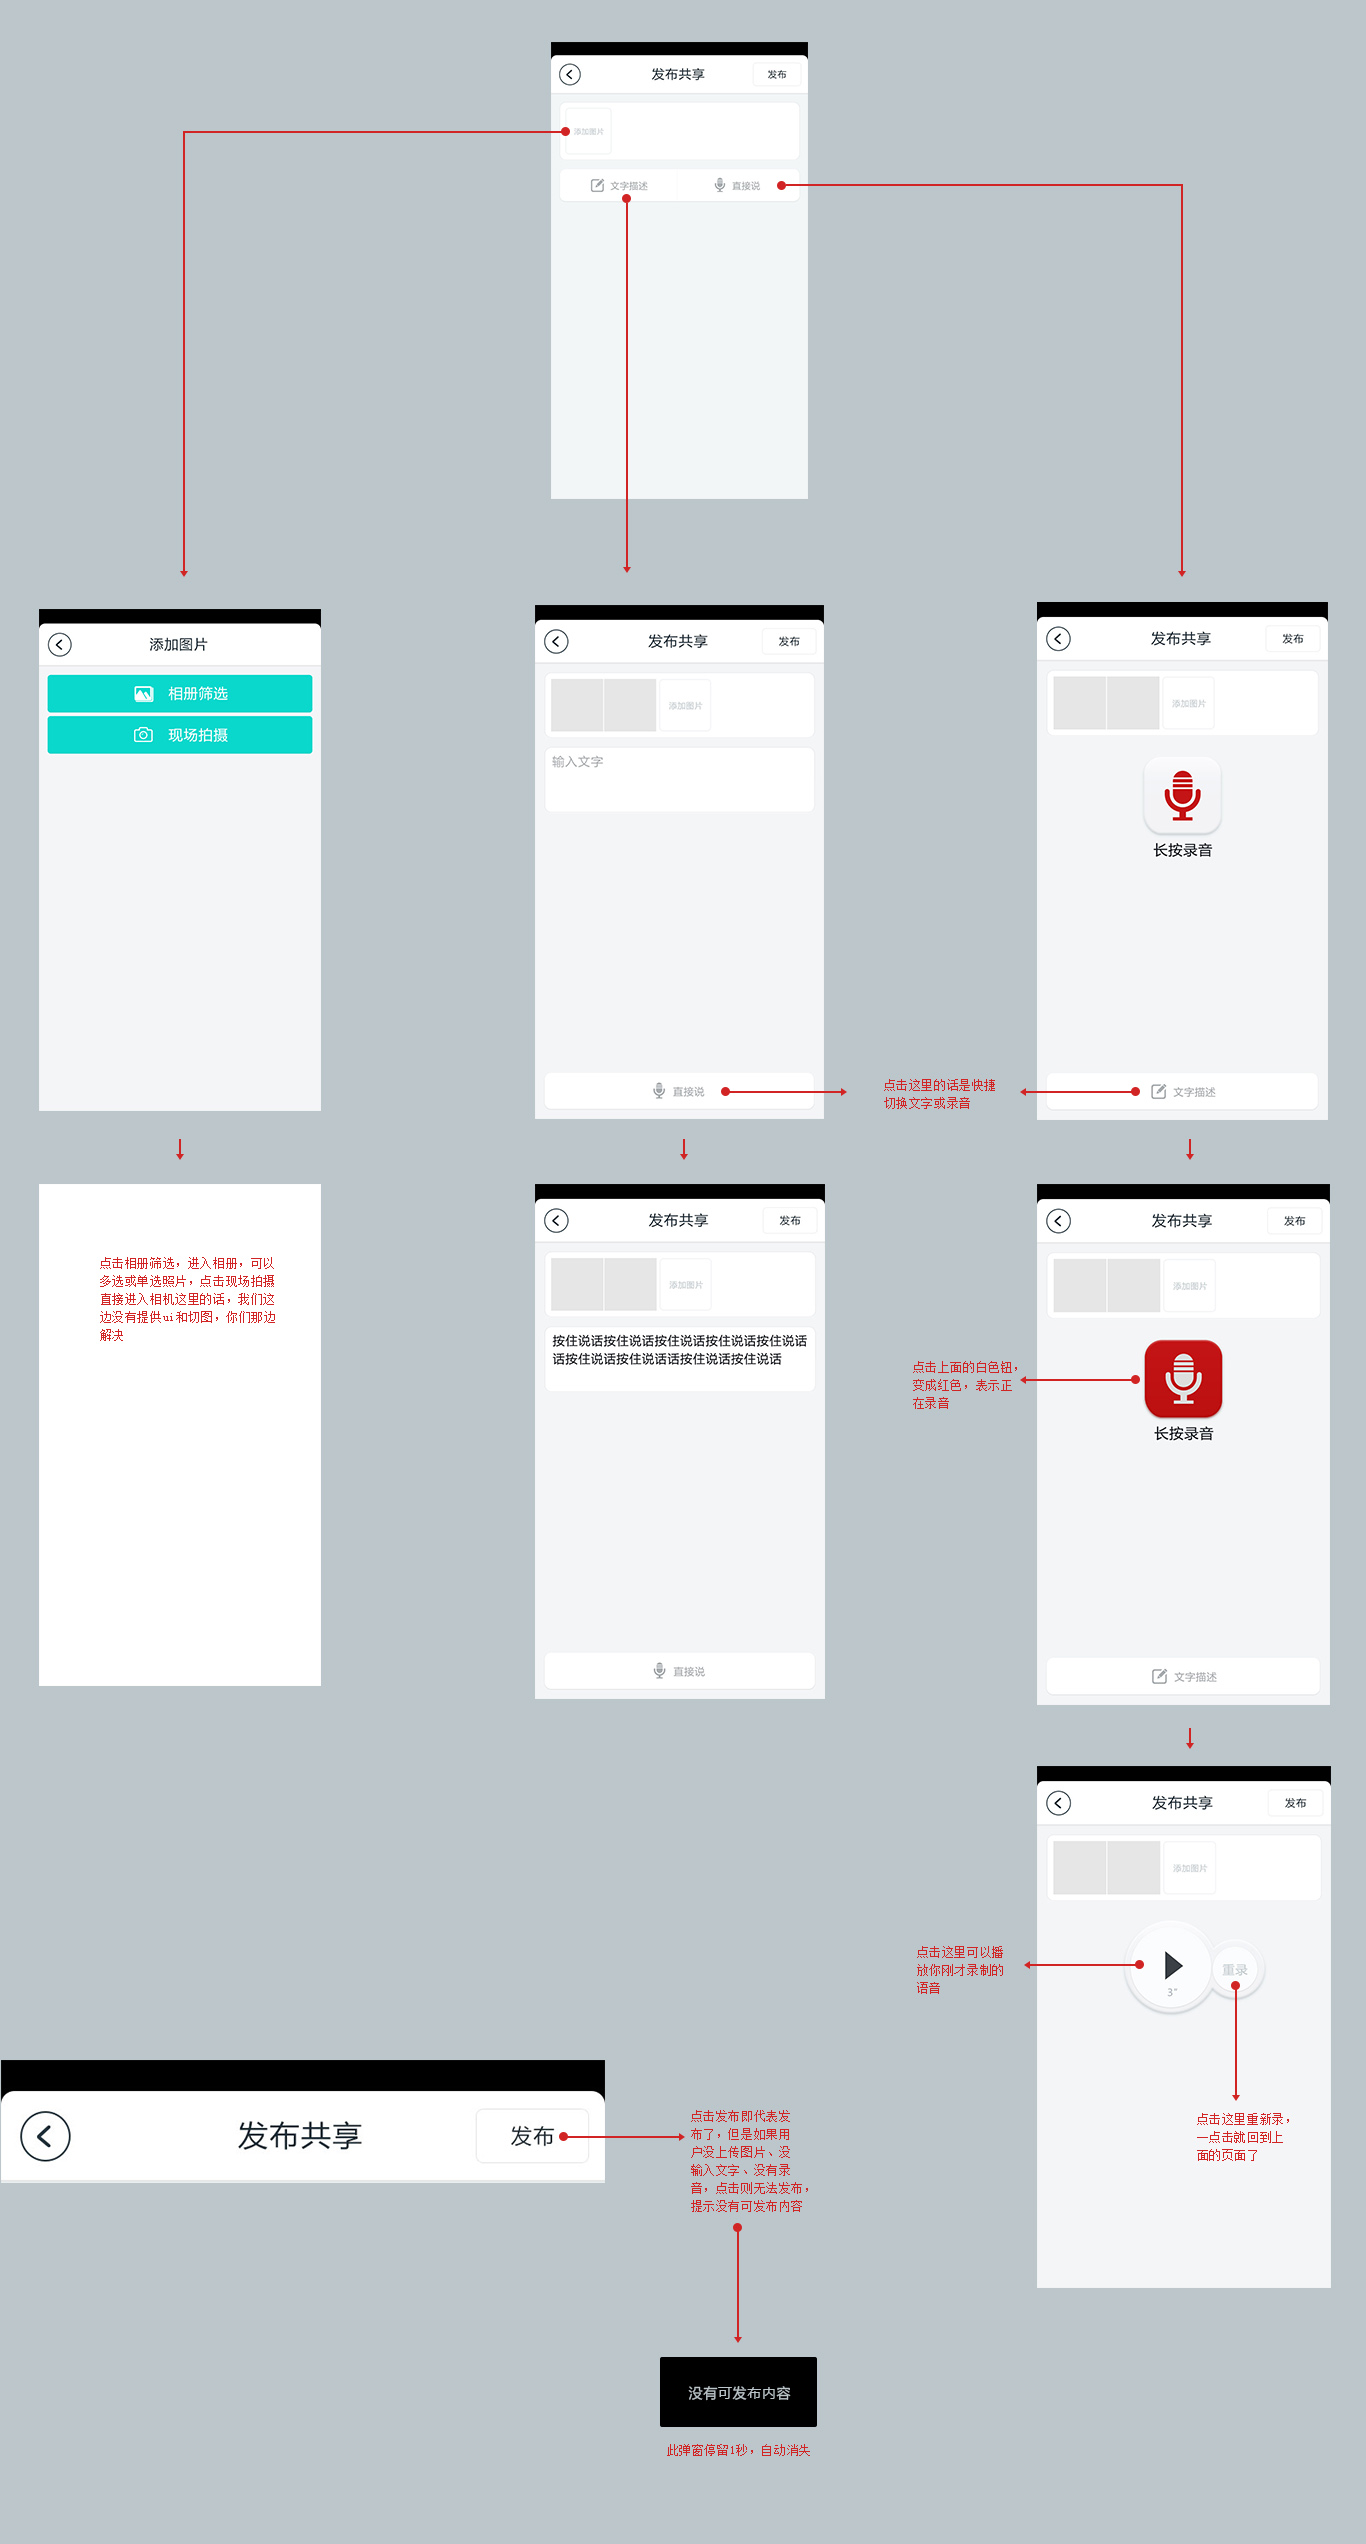 发布共享
发布
添加图片
文字描述
直接说
添加图片
相册筛选
现场拍摄
发布共享
发布
添加图片
输入文字
直接说
发布共享
发布
添加图片
长按录音
文字描述
点击这里的话是快捷
切换文字或录音
点击相册筛选，进入相册，可以
多选或单选照片，点击现场拍摄
直接进入相机这里的话，我们这
边没有提供ui和切图，你们那边
解决
发布共享
发布
添加图片
按住说话按住说话按住说话按住说话按住说话
话按住说话按住说话话按住说话按住说话
直接说
发布共享
发布
添加图片
点击上面的白色钮，
变成红色，表示正
在录音
长按录音
文字描述
发布共享
发布
添加图片
点击这里可以播
放你刚才录制的
语音
3"
重录
点击这里重新录，
一点击就回到上
面的页面了
发布共享
发布
点击发布即代表发
布了，但是如果用
户没上传图片、没
输入文字、没有录
音，点击则无法发布，
提示没有可发布内容
没有可发布内容
此弹窗停留1秒，自动消失